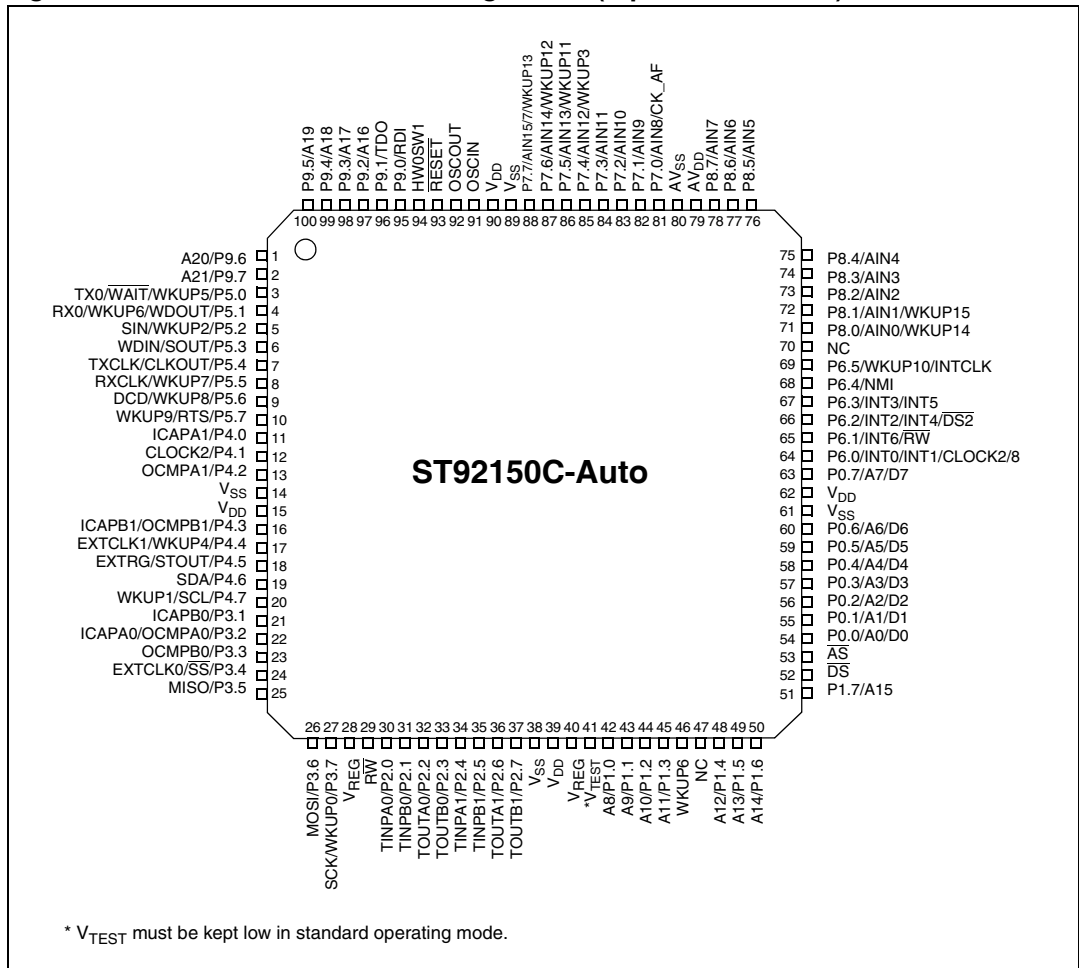 P9.5/A19
P9.4/A18
P9.3/A17
P9.2/A16
P9.1/TDO
P9.0/RDI
HW0SW1
RESET
OSCOUT
OSCIN
VDD
VSS
P7.7/AIN15/7/WKUP13
P7.6/AIN14/WKUP12
P7.5/AIN13/WKUP11
P7.4/AIN12/WKUP3
P7.3/AIN11
P7.2/AIN10
P7.1/AIN9
P7.0/AIN8/CK_AF
AVSS
AVDD
P8.7/AIN7
P8.6/AIN6
P8.5/AIN5
100 99 98 97 96 95 94 93 92 91 90 89 88 87 86 85 84 83 82 81 80 79 78 77 76
A20/P9.6 1
A21/P9.7 2
TX0/WAIT/WKUP5/P5.0 3
RX0/WKUP6/WDOUT/P5.1 4
SIN/WKUP2/P5.2 5
WDIN/SOUT/P5.3 6
TXCLK/CLKOUT/P5.4 7
RXCLK/WKUP7/P5.5 8
DCD/WKUP8/P5.6 9
WKUP9/RTS/P5.7 10
ICAPA1/P4.0 11
CLOCK2/P4.1 12
OCMPA1/P4.2 13
VSS 14
VDD 15
ICAPB1/OCMPB1/P4.3 16
EXTCLK1/WKUP4/P4.4 17
EXTRG/STOUT/P4.5 18
SDA/P4.6 19
WKUP1/SCL/P4.7 20
ICAPB0/P3.1 21
ICAPA0/OCMPA0/P3.2 22
OCMPB0/P3.3 23
EXTCLK0/SS/P3.4 24
MISO/P3.5 25
ST92150C-Auto
75 P8.4/AIN4
74 P8.3/AIN3
73 P8.2/AIN2
72 P8.1/AIN1/WKUP15
71 P8.0/AIN0/WKUP14
70 NC
69 P6.5/WKUP10/INTCLK
68 P6.4/NMI
67 P6.3/INT3/INT5
66 P6.2/INT2/INT4/DS2
65 P6.1/INT6/RW
64 P6.0/INT0/INT1/CLOCK2/8
63 P0.7/A7/D7
62 VDD
61 VSS
60 P0.6/A6/D6
59 P0.5/A5/D5
58 P0.4/A4/D4
57 P0.3/A3/D3
56 P0.2/A2/D2
55 P0.1/A1/D1
54 P0.0/A0/D0
53 AS
52 DS
51 P1.7/A15
26 27 28 29 30 31 32 33 34 35 36 37 38 39 40 41 42 43 44 45 46 47 48 49 50
MOSI/P3.6
SCK/WKUP0/P3.7
VREG
RW
TINPA0/P2.0
TINPB0/P2.1
TOUTA0/P2.2
TOUTB0/P2.3
TINPA1/P2.4
TINPB1/P2.5
TOUTA1/P2.6
TOUTB1/P2.7
VSS
VDD
VREG
*VTEST
A8/P1.0
A9/P1.1
A10/P1.2
A11/P1.3
WKUP6
NC
A12/P1.4
A13/P1.5
A14/P1.6
* VTEST must be kept low in standard operating mode.